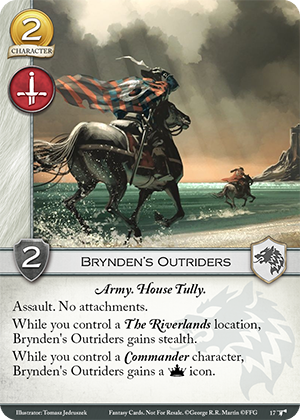 2
CHARACTER
2
BRYNDEN'S OUTRIDERS
Army. House Tully.
Assault. No attachments.
While you control a The Riverlands location,
Brynden's Outriders gains stealth.
While you control a Commander character,
Brynden's Outriders gains a icon.
Illustrator: Tomasz Jedruszek Fantasy Cards. Not For Resale. ©George R.R. Martin ©FFG 17